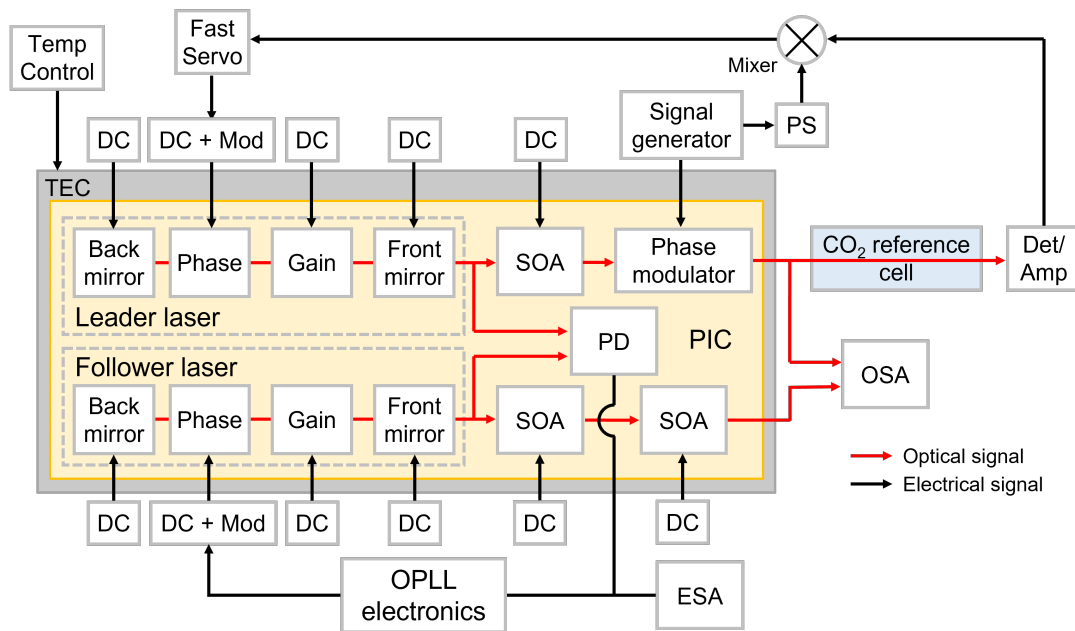 Temp
Control
Fast
Servo
Mixer
Signal
generator
PS
DC
DC + Mod
DC
DC
DC
TEC
Back
mirror
Phase
Gain
Front
mirror
SOA
Phase
modulator
CO₂ reference
cell
Det/
Amp
Leader laser
PD
PIC
Follower laser
OSA
Back
mirror
Phase
Gain
Front
mirror
SOA
SOA
Optical signal
Electrical signal
DC
DC + Mod
DC
DC
DC
DC
OPLL
electronics
ESA